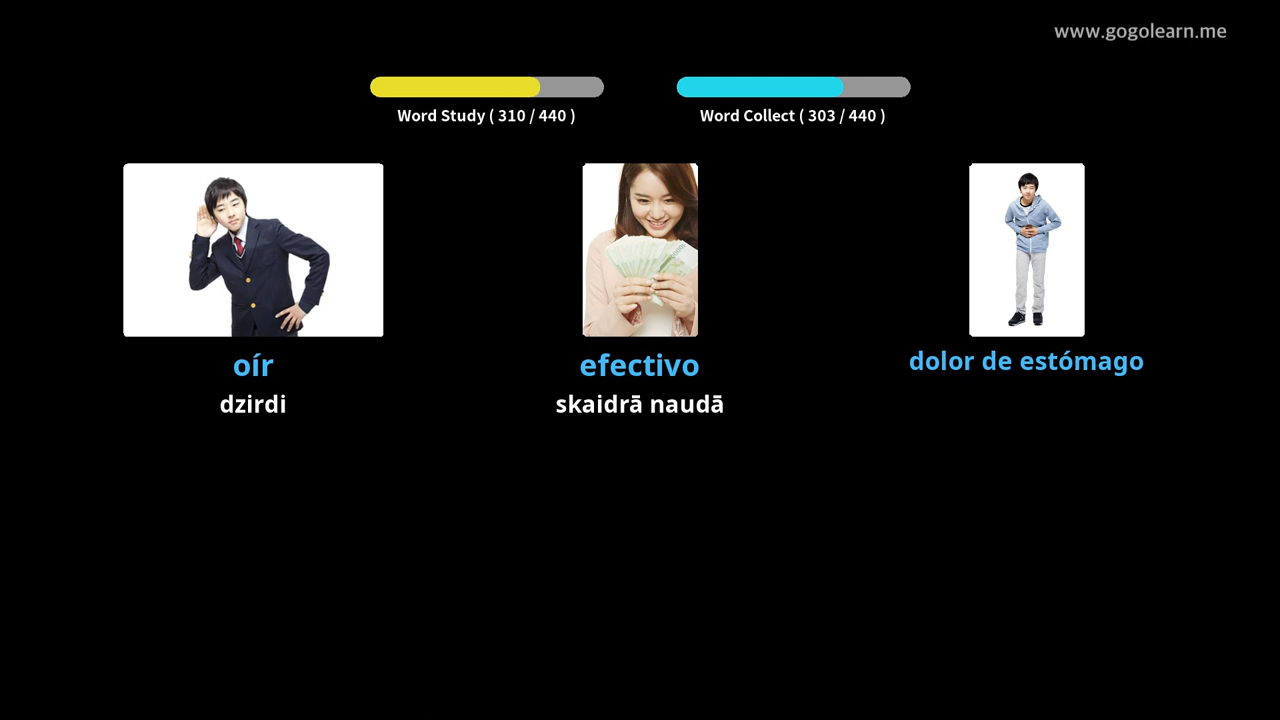 www.gogolearn.me
Word Study ( 310 / 440 )
Word Collect ( 303 / 440 )
oír
efectivo
dolor de estómago
dzirdi
skaidrā naudā